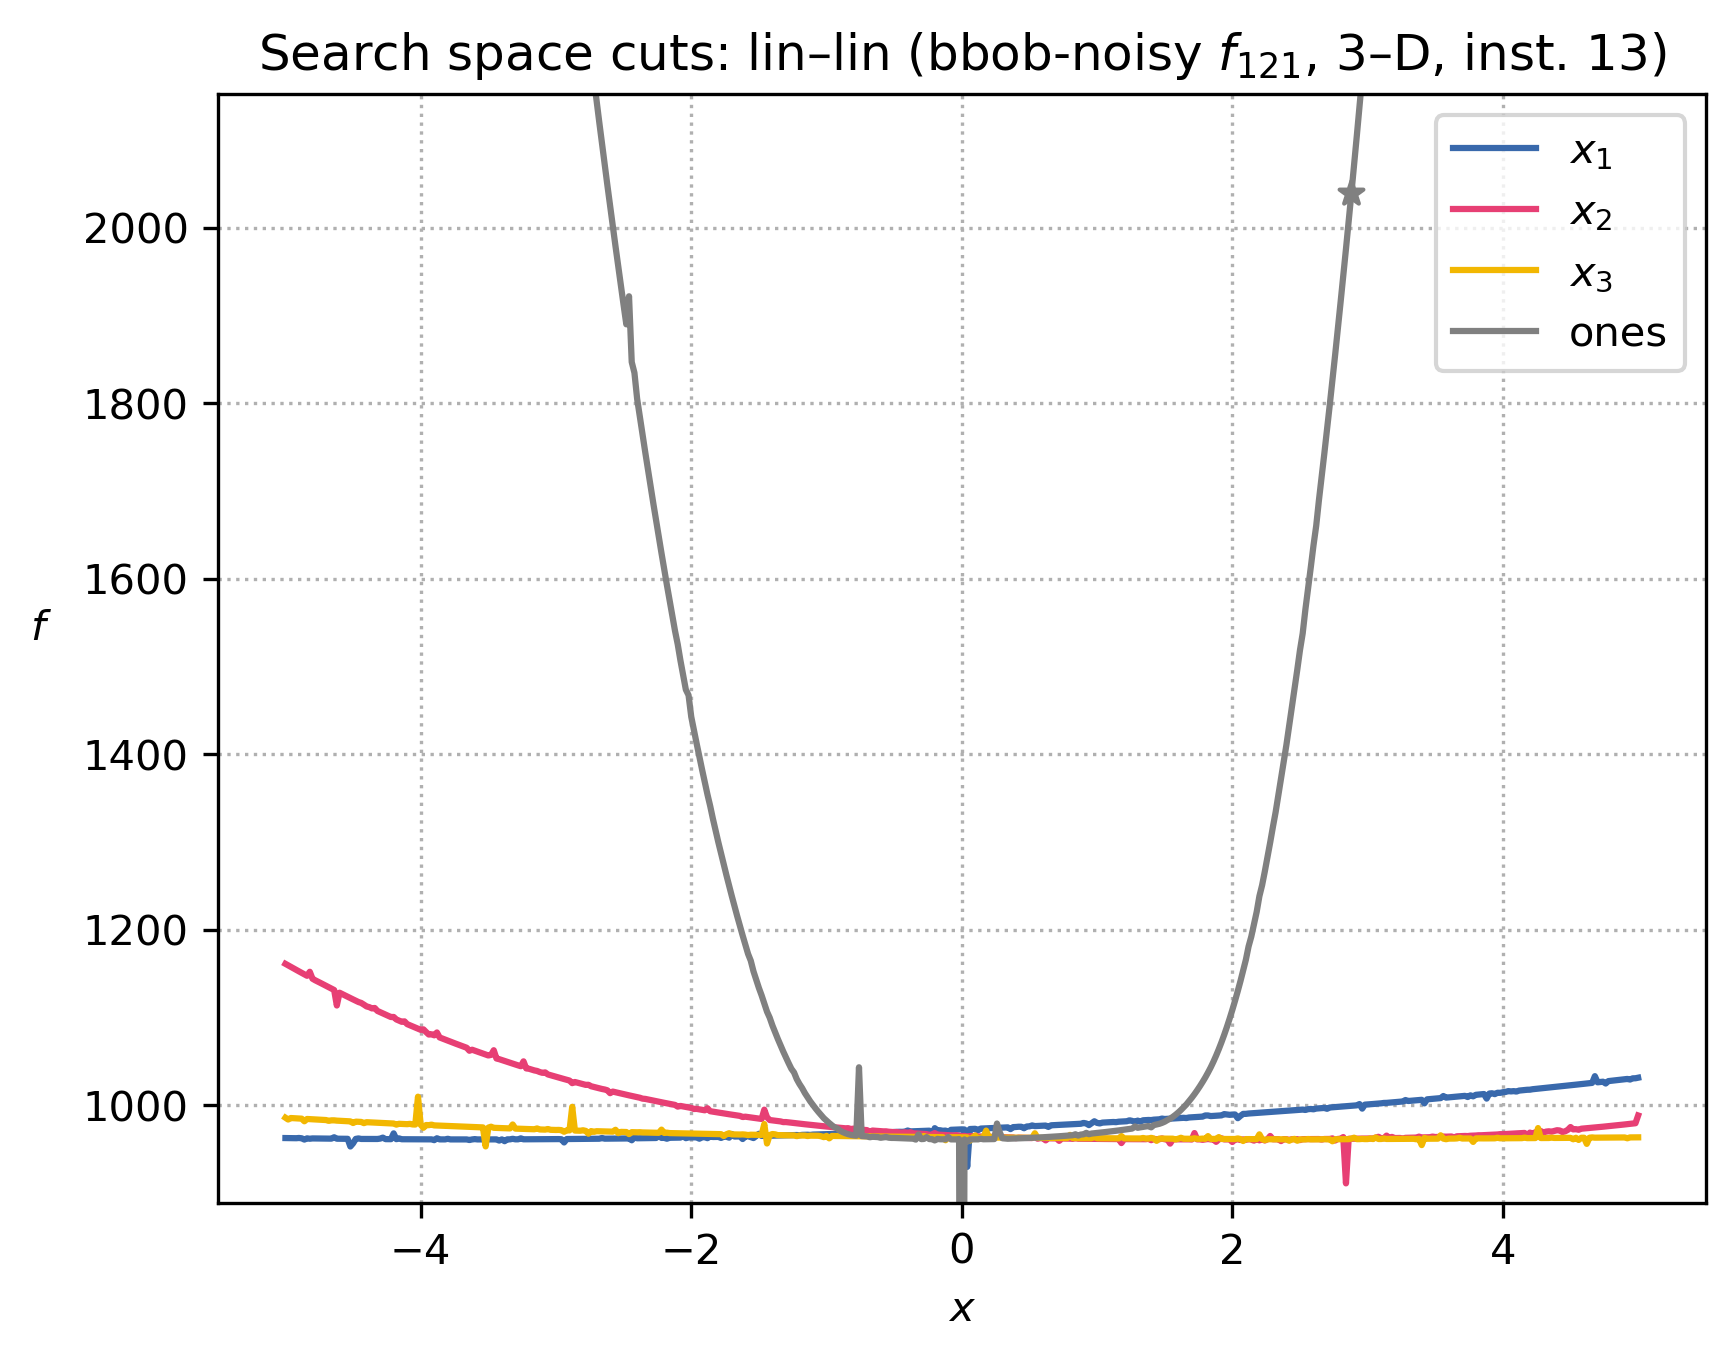 Search space cuts: lin–lin (bbob-noisy f₁₂₁, 3–D, inst. 13)
x₁
x₂
x₃
ones
2000
1800
1600
1400
1200
1000
f
−4 −2 0 2 4
x